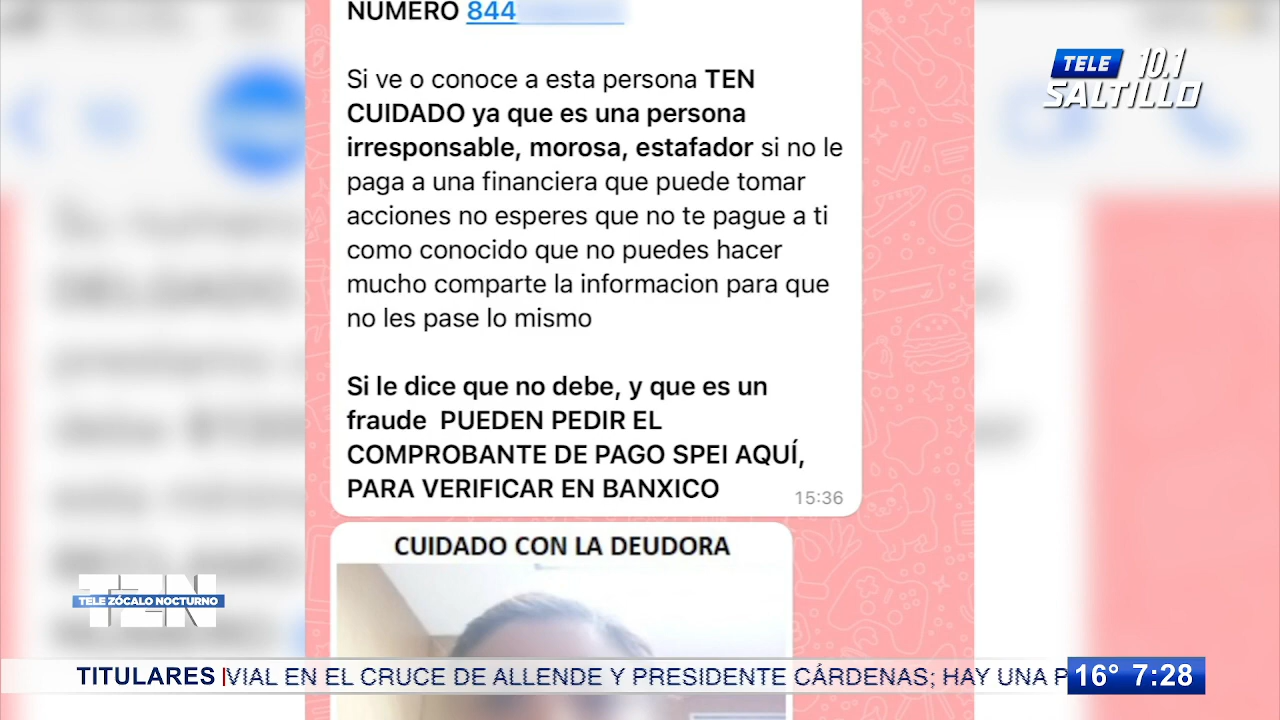 NUMERO 844
Si ve o conoce a esta persona TEN
CUIDADO ya que es una persona
irresponsable, morosa, estafador si no le
paga a una financiera que puede tomar
acciones no esperes que no te pague a ti
como conocido que no puedes hacer
mucho comparte la informacion para que
no les pase lo mismo
Si le dice que no debe, y que es un
fraude PUEDEN PEDIR EL
COMPROBANTE DE PAGO SPEI AQUÍ,
PARA VERIFICAR EN BANXICO
15:36
CUIDADO CON LA DEUDORA
TELE 10.1
SALTILLO
TZN
TELE ZÓCALO NOCTURNO
TITULARES VIAL EN EL CRUCE DE ALLENDE Y PRESIDENTE CÁRDENAS; HAY UNA P
16° 7:28